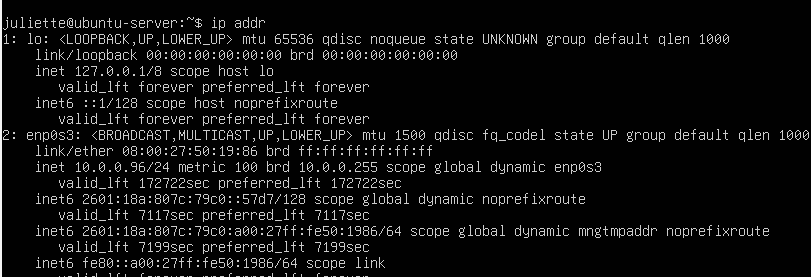 juliette@ubuntu-server:~$ ip addr
1: lo: <LOOPBACK,UP,LOWER_UP> mtu 65536 qdisc noqueue state UNKNOWN group default qlen 1000
    link/loopback 00:00:00:00:00:00 brd 00:00:00:00:00:00
    inet 127.0.0.1/8 scope host lo
       valid_lft forever preferred_lft forever
    inet6 ::1/128 scope host noprefixroute
       valid_lft forever preferred_lft forever
2: enp0s3: <BROADCAST,MULTICAST,UP,LOWER_UP> mtu 1500 qdisc fq_codel state UP group default qlen 1000
    link/ether 08:00:27:50:19:86 brd ff:ff:ff:ff:ff:ff
    inet 10.0.0.96/24 metric 100 brd 10.0.0.255 scope global dynamic enp0s3
       valid_lft 172722sec preferred_lft 172722sec
    inet6 2601:18a:807c:79c0::57d7/128 scope global dynamic noprefixroute
       valid_lft 7117sec preferred_lft 7117sec
    inet6 2601:18a:807c:79c0:a00:27ff:fe50:1986/64 scope global dynamic mngtmpaddr noprefixroute
       valid_lft 7199sec preferred_lft 7199sec
    inet6 fe80::a00:27ff:fe50:1986/64 scope link
       valid_lft forever preferred_lft forever